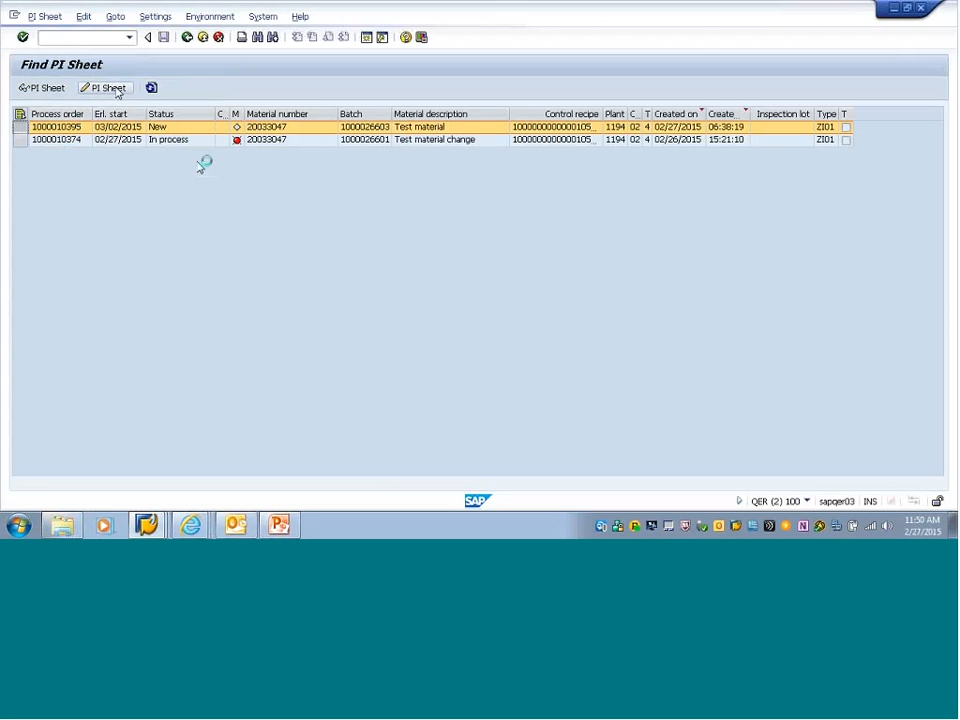 PI Sheet Edit Goto Settings Environment System Help
Find PI Sheet
PI Sheet PI Sheet
Process order Erl. start Status C... M Material number Batch Material description Control recipe Plant C... T Created on Create... Inspection lot Type T
1000010395 03/02/2015 New 20033047 1000026603 Test material 1000000000000105... 1194 02 4 02/27/2015 06:38:19 ZI01
1000010374 02/27/2015 In process 20033047 1000026601 Test material change 1000000000000105... 1194 02 4 02/26/2015 15:21:10 ZI01
SAP QER (2) 100 sapqer03 INS
11:50 AM
2/27/2015